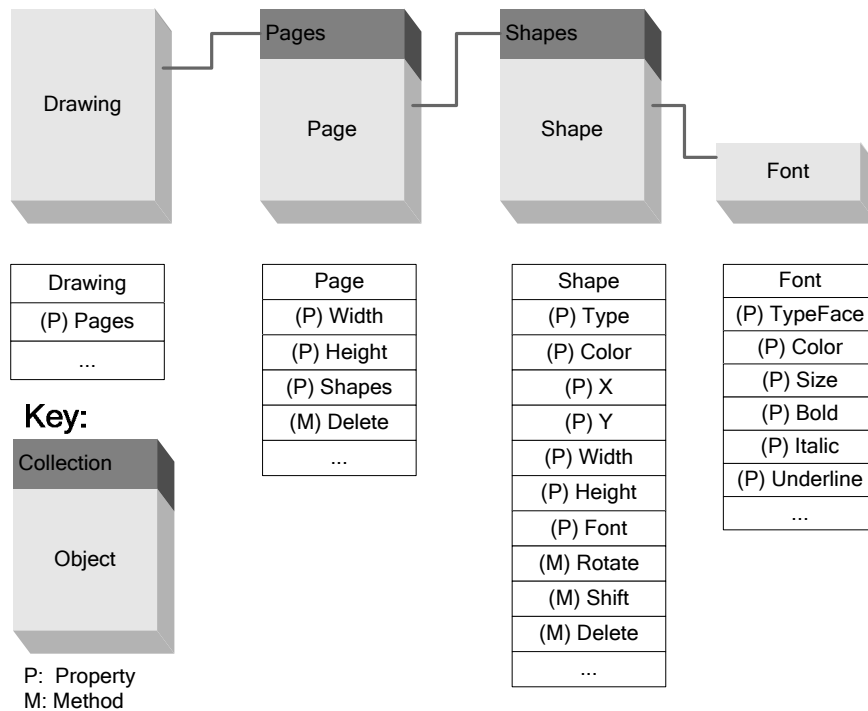 Drawing
Pages
Page
Shapes
Shape
Font
Drawing
(P) Pages
...
Page
(P) Width
(P) Height
(P) Shapes
(M) Delete
...
Shape
(P) Type
(P) Color
(P) X
(P) Y
(P) Width
(P) Height
(P) Font
(M) Rotate
(M) Shift
(M) Delete
...
Font
(P) TypeFace
(P) Color
(P) Size
(P) Bold
(P) Italic
(P) Underline
...
Key:
Collection
Object
P: Property
M: Method